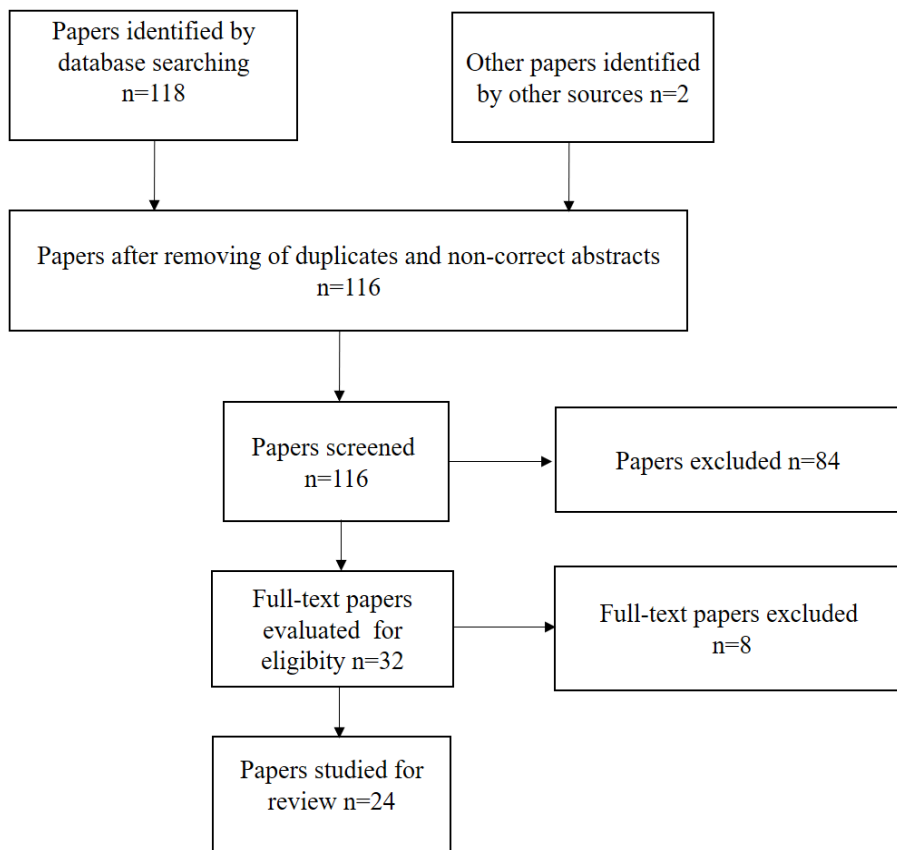 Papers identified by
database searching
n=118
Other papers identified
by other sources n=2
Papers after removing of duplicates and non-correct abstracts
n=116
Papers screened
n=116
Papers excluded n=84
Full-text papers
evaluated for
eligibity n=32
Full-text papers excluded
n=8
Papers studied for
review n=24